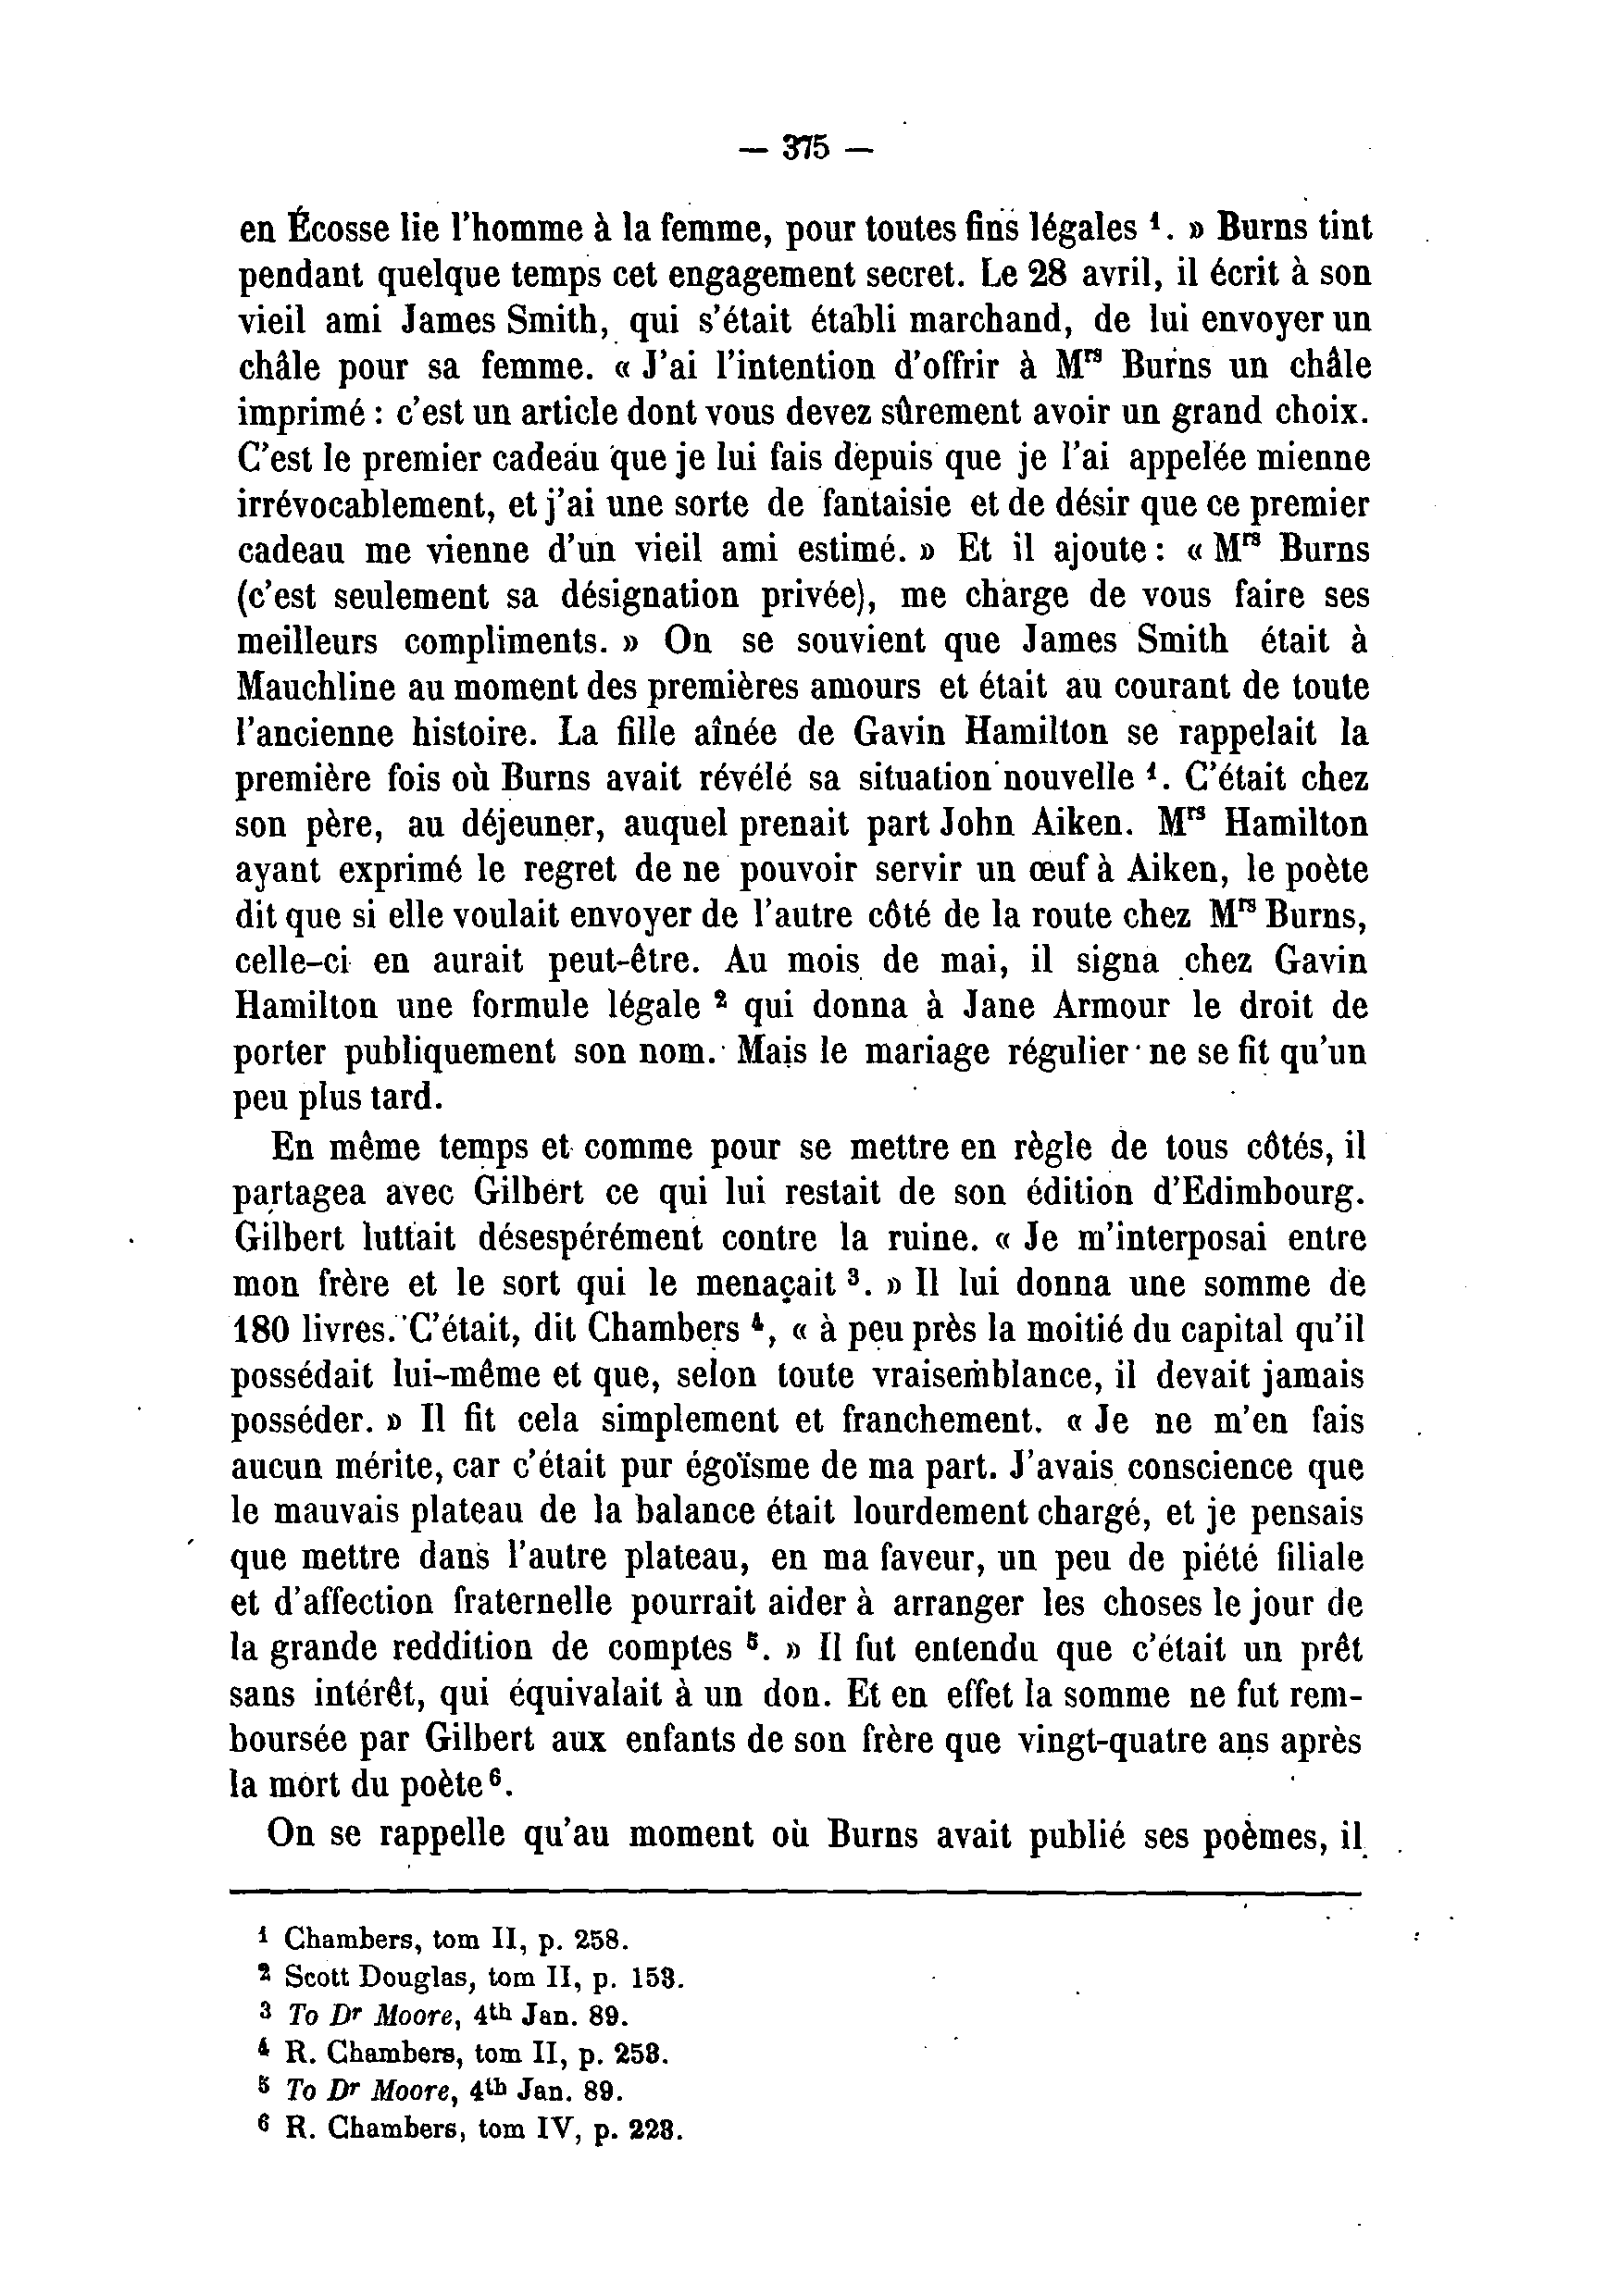 — 375 —
en Écosse lie l'homme à la femme, pour toutes fins légales ¹. » Burns tint
pendant quelque temps cet engagement secret. Le 28 avril, il écrit à son
vieil ami James Smith, qui s'était établi marchand, de lui envoyer un
châle pour sa femme. « J'ai l'intention d'offrir à Mrs Burns un châle
imprimé : c'est un article dont vous devez sûrement avoir un grand choix.
C'est le premier cadeau que je lui fais depuis que je l'ai appelée mienne
irrévocablement, et j'ai une sorte de fantaisie et de désir que ce premier
cadeau me vienne d'un vieil ami estimé. » Et il ajoute : « Mrs Burns
(c'est seulement sa désignation privée), me charge de vous faire ses
meilleurs compliments. » On se souvient que James Smith était à
Mauchline au moment des premières amours et était au courant de toute
l'ancienne histoire. La fille aînée de Gavin Hamilton se rappelait la
première fois où Burns avait révélé sa situation nouvelle ¹. C'était chez
son père, au déjeuner, auquel prenait part John Aiken. Mrs Hamilton
ayant exprimé le regret de ne pouvoir servir un œuf à Aiken, le poète
dit que si elle voulait envoyer de l'autre côté de la route chez Mrs Burns,
celle-ci en aurait peut-être. Au mois de mai, il signa chez Gavin
Hamilton une formule légale ² qui donna à Jane Armour le droit de
porter publiquement son nom. Mais le mariage régulier ne se fit qu'un
peu plus tard.
En même temps et comme pour se mettre en règle de tous côtés, il
partagea avec Gilbert ce qui lui restait de son édition d'Edimbourg.
Gilbert luttait désespérément contre la ruine. « Je m'interposai entre
mon frère et le sort qui le menaçait ³. » Il lui donna une somme de
180 livres. C'était, dit Chambers ⁴, « à peu près la moitié du capital qu'il
possédait lui-même et que, selon toute vraisemblance, il devait jamais
posséder. » Il fit cela simplement et franchement. « Je ne m'en fais
aucun mérite, car c'était pur égoïsme de ma part. J'avais conscience que
le mauvais plateau de la balance était lourdement chargé, et je pensais
que mettre dans l'autre plateau, en ma faveur, un peu de piété filiale
et d'affection fraternelle pourrait aider à arranger les choses le jour de
la grande reddition de comptes ⁵. » Il fut entendu que c'était un prêt
sans intérêt, qui équivalait à un don. Et en effet la somme ne fut rem-
boursée par Gilbert aux enfants de son frère que vingt-quatre ans après
la mort du poète ⁶.
On se rappelle qu'au moment où Burns avait publié ses poèmes, il
¹ Chambers, tom II, p. 258.
² Scott Douglas, tom II, p. 153.
³ To Dr Moore, 4th Jan. 89.
⁴ R. Chambers, tom II, p. 253.
⁵ To Dr Moore, 4th Jan. 89.
⁶ R. Chambers, tom IV, p. 223.